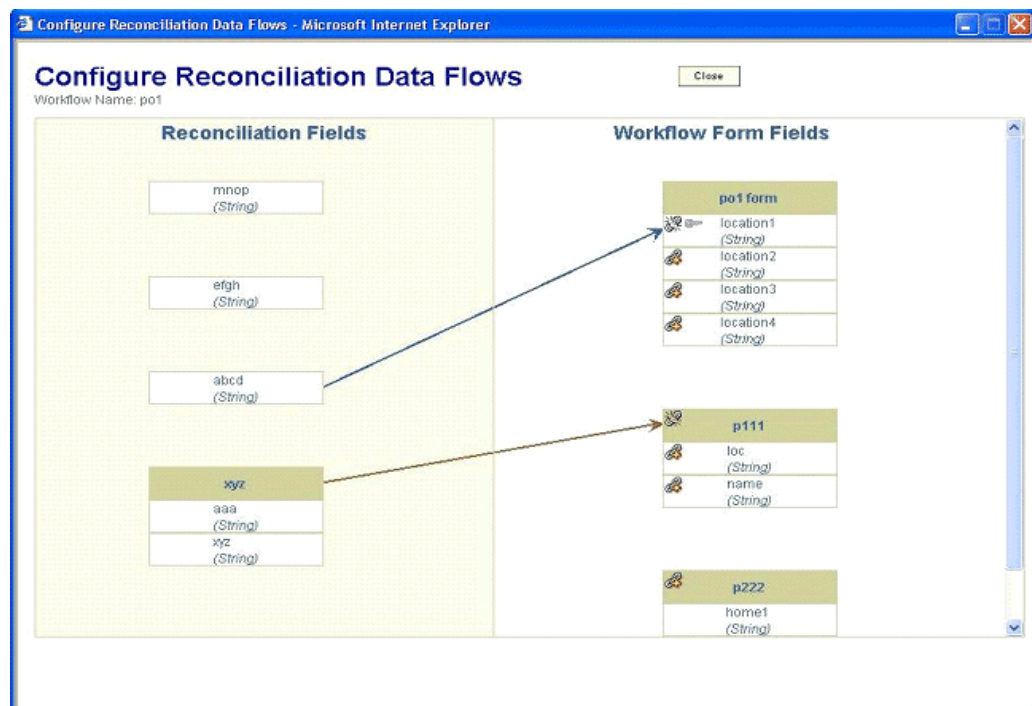 Configure Reconciliation Data Flows - Microsoft Internet Explorer
Configure Reconciliation Data Flows
Close
Workflow Name: po1
Reconciliation Fields
mnop
(String)
efgh
(String)
abcd
(String)
xyz
aaa
(String)
xyz
(String)
Workflow Form Fields
po1 form
location1
(String)
location2
(String)
location3
(String)
location4
(String)
p111
loc
(String)
name
(String)
p222
home1
(String)